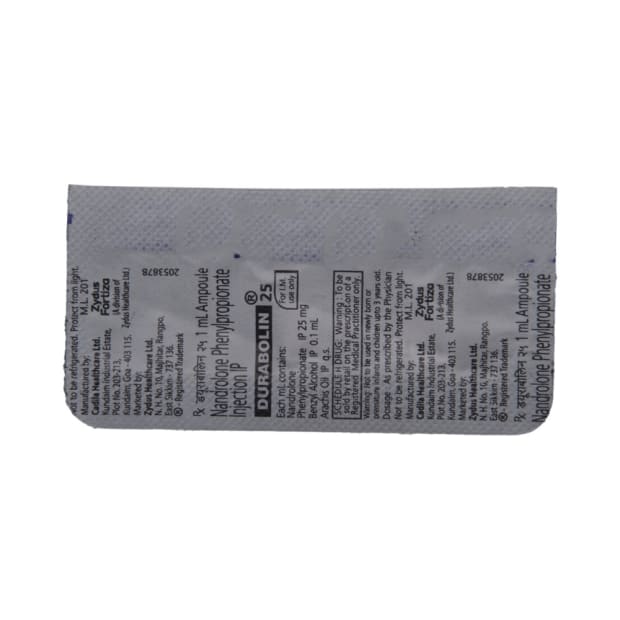 Not to be refrigerated. Protect from light.
Manufactured by: M.L. 201
Cadila Healthcare Ltd. Zydus
Kundaim Industrial Estate, Fortiza
Plot No. 203-213, (A division of
Kundaim, Goa - 403 115. Zydus Healthcare Ltd.)
Marketed by:
Zydus Healthcare Ltd.
N. H. No. 10, Majhitar, Rangpo,
East Sikkim - 737 136.
®- Registered Trademark
2053878
Rx ड्यूराबोलिन २५ 1 mL Ampoule
Nandrolone Phenylpropionate
Injection IP
DURABOLIN® 25
Each mL contains: For I.M. use only
Nandrolone
Phenylpropionate IP 25 mg
Benzyl Alcohol IP 0.1 mL
Arachis Oil IP q.s.
SCHEDULE H DRUG: Warning : To be
sold by retail on the prescription of a
Registered Medical Practitioner only.
Warning: Not to be used in newly born or
premature infants and children upto 3 years old.
Dosage: As prescribed by the Physician
Not to be refrigerated. Protect from light.
Manufactured by: M.L. 201
Cadila Healthcare Ltd. Zydus
Kundaim Industrial Estate, Fortiza
Plot No. 203-213, (A division of
Kundaim, Goa - 403 115. Zydus Healthcare Ltd.)
Marketed by:
Zydus Healthcare Ltd.
N. H. No. 10, Majhitar, Rangpo,
East Sikkim - 737 136.
®- Registered Trademark
2053878
Rx ड्यूराबोलिन २५ 1 mL Ampoule
Nandrolone Phenylpropionate